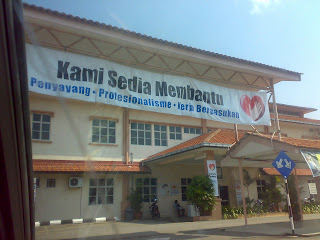 Kami Sedia Membantu
Penyayang • Profesionalisme • Kerja Berpasukan